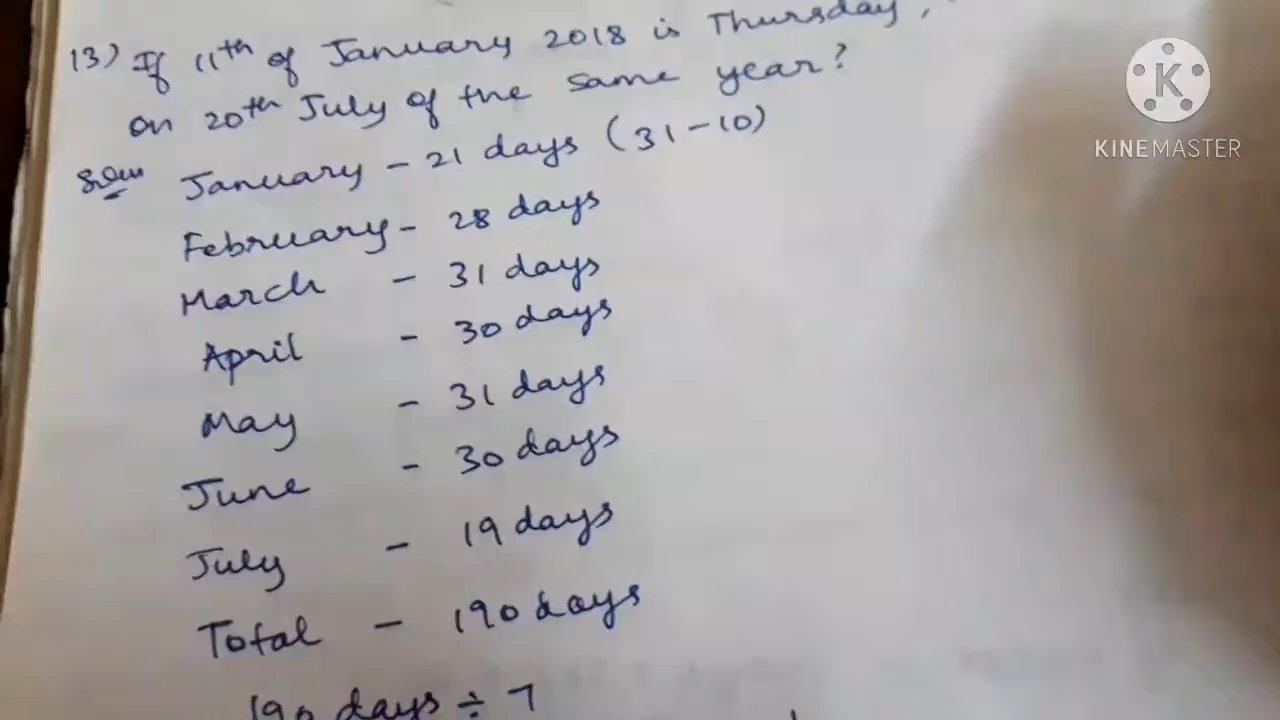 13) If 11th of January 2018 is Thursday,
on 20th July of the same year?
Soln
January - 21 days (31-10)
February - 28 days
March - 31 days
April - 30 days
May - 31 days
June - 30 days
July - 19 days
Total - 190 days
190 days ÷ 7
K
KINEMASTER